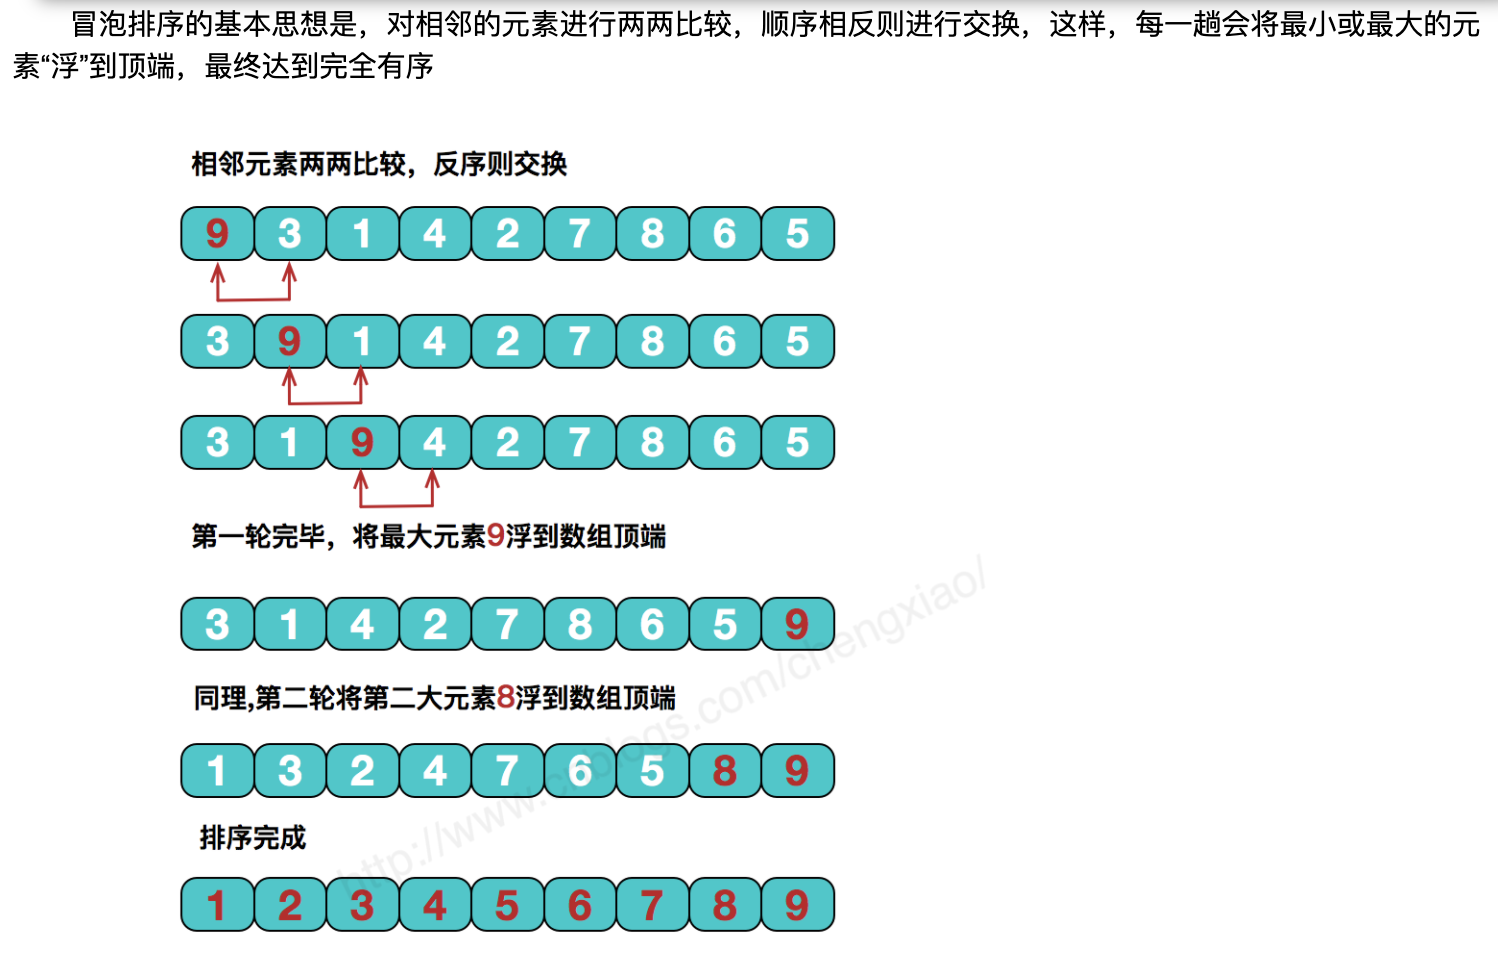 冒泡排序的基本思想是，对相邻的元素进行两两比较，顺序相反则进行交换，这样，每一趟会将最小或最大的元
素“浮”到顶端，最终达到完全有序
相邻元素两两比较，反序则交换
9 3 1 4 2 7 8 6 5
3 9 1 4 2 7 8 6 5
3 1 9 4 2 7 8 6 5
第一轮完毕，将最大元素9浮到数组顶端
3 1 4 2 7 8 6 5 9
同理,第二轮将第二大元素8浮到数组顶端
1 3 2 4 7 6 5 8 9
排序完成
1 2 3 4 5 6 7 8 9
http://www.cnblogs.com/chengxiao/